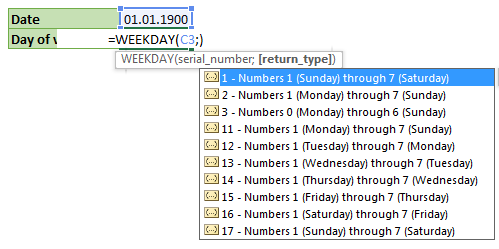 Date 01.01.1900
Day of =WEEKDAY(C3;)
WEEKDAY(serial_number; [return_type])
1 - Numbers 1 (Sunday) through 7 (Saturday)
2 - Numbers 1 (Monday) through 7 (Sunday)
3 - Numbers 0 (Monday) through 6 (Sunday)
11 - Numbers 1 (Monday) through 7 (Sunday)
12 - Numbers 1 (Tuesday) through 7 (Monday)
13 - Numbers 1 (Wednesday) through 7 (Tuesday)
14 - Numbers 1 (Thursday) through 7 (Wednesday)
15 - Numbers 1 (Friday) through 7 (Thursday)
16 - Numbers 1 (Saturday) through 7 (Friday)
17 - Numbers 1 (Sunday) through 7 (Saturday)